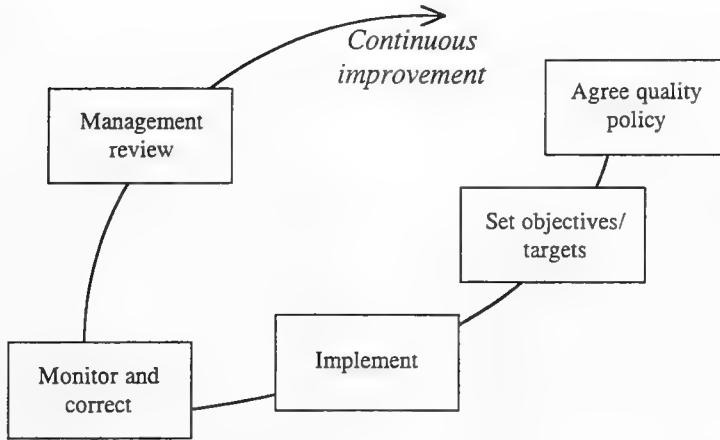 Continuous
improvement
Agree quality
policy
Management
review
Set objectives/
targets
Implement
Monitor and
correct